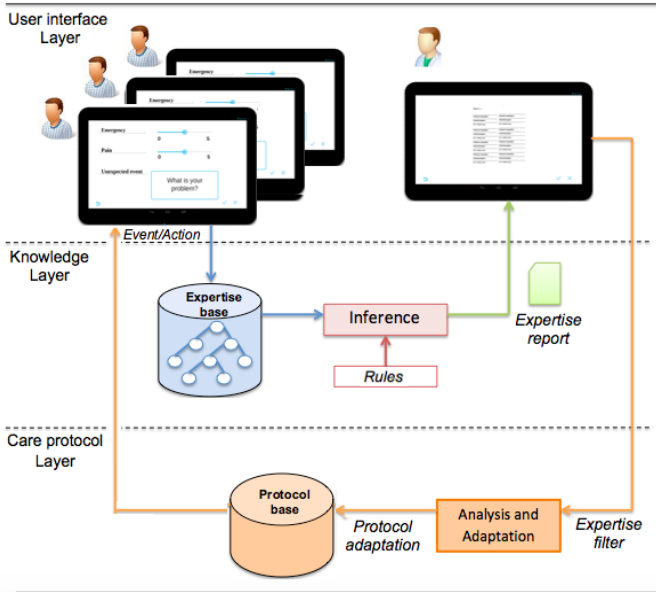 User interface
Layer
Emergency
Emergency
Emergency
0 5
Pain
0 5
Unexpected event
What is your
problem?
Event/Action
Knowledge
Layer
Expertise
base
Inference
Rules
Expertise
report
Care protocol
Layer
Protocol
base
Protocol
adaptation
Analysis and
Adaptation
Expertise
filter